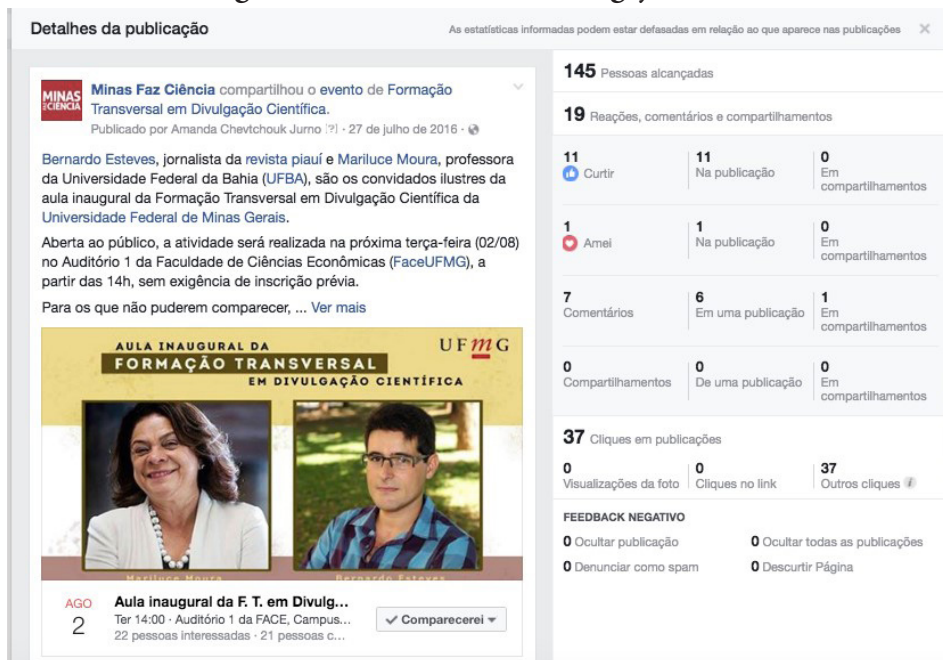 Detalhes da publicação
As estatísticas informadas podem estar defasadas em relação ao que aparece nas publicações
MINAS
FAZ CIÊNCIA
Minas Faz Ciência compartilhou o evento de Formação
Transversal em Divulgação Científica.
Publicado por Amanda Chevtchouk Jurno [?] · 27 de julho de 2016 ·
Bernardo Esteves, jornalista da revista piauí e Mariluce Moura, professora
da Universidade Federal da Bahia (UFBA), são os convidados ilustres da
aula inaugural da Formação Transversal em Divulgação Científica da
Universidade Federal de Minas Gerais.
Aberta ao público, a atividade será realizada na próxima terça-feira (02/08)
no Auditório 1 da Faculdade de Ciências Econômicas (FaceUFMG), a
partir das 14h, sem exigência de inscrição prévia.
Para os que não puderem comparecer, ... Ver mais
AULA INAUGURAL DA
FORMAÇÃO TRANSVERSAL
EM DIVULGAÇÃO CIENTÍFICA
UFMG
Mariluce Moura
Bernardo Esteves
AGO
2
Aula inaugural da F. T. em Divulg...
Ter 14:00 · Auditório 1 da FACE, Campus...
22 pessoas interessadas · 21 pessoas c...
Comparecerei
145 Pessoas alcançadas
19 Reações, comentários e compartilhamentos
11 Curtir
11 Na publicação
0 Em compartilhamentos
1 Amei
1 Na publicação
0 Em compartilhamentos
7 Comentários
6 Em uma publicação
1 Em compartilhamentos
0 Compartilhamentos
0 De uma publicação
0 Em compartilhamentos
37 Cliques em publicações
0 Visualizações da foto
0 Cliques no link
37 Outros cliques
FEEDBACK NEGATIVO
0 Ocultar publicação
0 Ocultar todas as publicações
0 Denunciar como spam
0 Descurtir Página